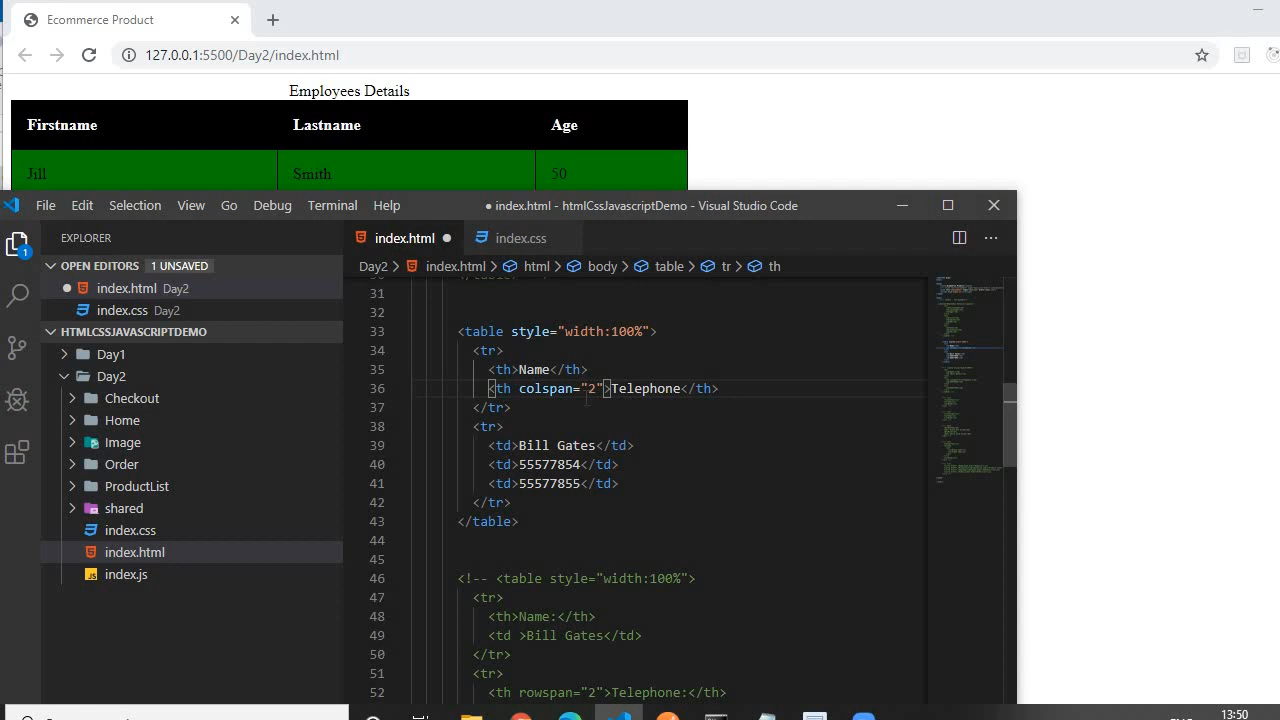 Ecommerce Product
127.0.0.1:5500/Day2/index.html
Employees Details
Firstname Lastname Age
Jill Smith 50
File Edit Selection View Go Debug Terminal Help
● index.html - htmlCssJavascriptDemo - Visual Studio Code
1
EXPLORER
OPEN EDITORS 1 UNSAVED
index.html Day2
index.css Day2
HTMLCSSJAVASCRIPTDEMO
Day1
Day2
Checkout
Home
Image
Order
ProductList
shared
index.css
index.html
JS index.js
index.html ● index.css
Day2 > index.html > html > body > table > tr > th
31
32
33 <table style="width:100%">
34 <tr>
35 <th>Name</th>
36 <th colspan="2">Telephone</th>
37 </tr>
38 <tr>
39 <td>Bill Gates</td>
40 <td>55577854</td>
41 <td>55577855</td>
42 </tr>
43 </table>
44
45
46 <!-- <table style="width:100%">
47 <tr>
48 <th>Name:</th>
49 <td >Bill Gates</td>
50 </tr>
51 <tr>
52 <th rowspan="2">Telephone:</th>
13:50